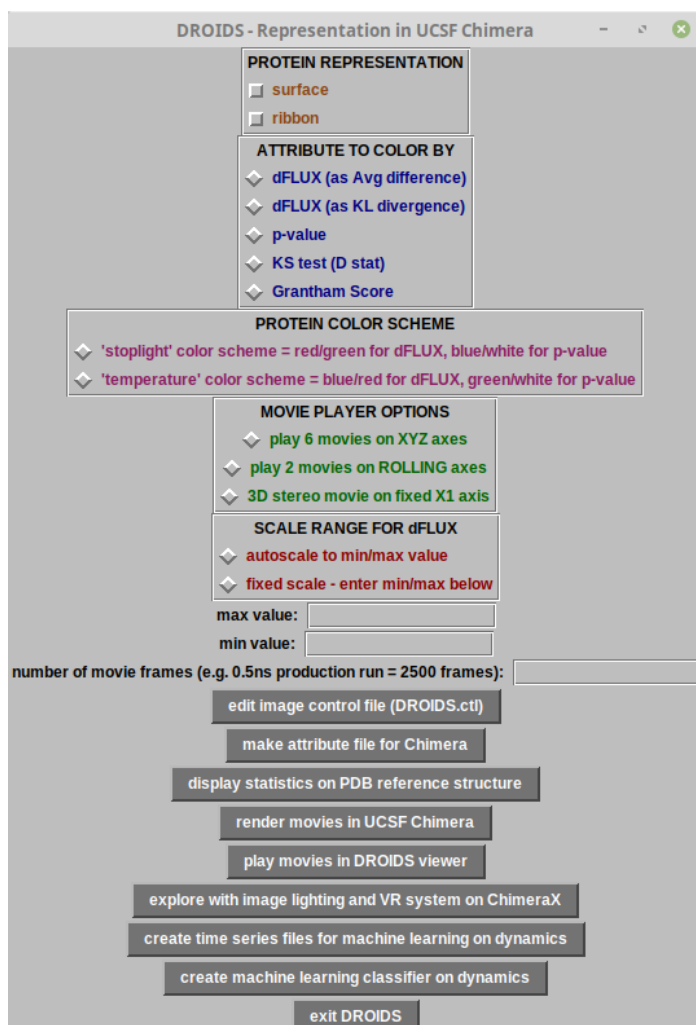 DROIDS - Representation in UCSF Chimera
PROTEIN REPRESENTATION
surface
ribbon
ATTRIBUTE TO COLOR BY
dFLUX (as Avg difference)
dFLUX (as KL divergence)
p-value
KS test (D stat)
Grantham Score
PROTEIN COLOR SCHEME
'stoplight' color scheme = red/green for dFLUX, blue/white for p-value
'temperature' color scheme = blue/red for dFLUX, green/white for p-value
MOVIE PLAYER OPTIONS
play 6 movies on XYZ axes
play 2 movies on ROLLING axes
3D stereo movie on fixed X1 axis
SCALE RANGE FOR dFLUX
autoscale to min/max value
fixed scale - enter min/max below
max value:
min value:
number of movie frames (e.g. 0.5ns production run = 2500 frames):
edit image control file (DROIDS.ctl)
make attribute file for Chimera
display statistics on PDB reference structure
render movies in UCSF Chimera
play movies in DROIDS viewer
explore with image lighting and VR system on ChimeraX
create time series files for machine learning on dynamics
create machine learning classifier on dynamics
exit DROIDS